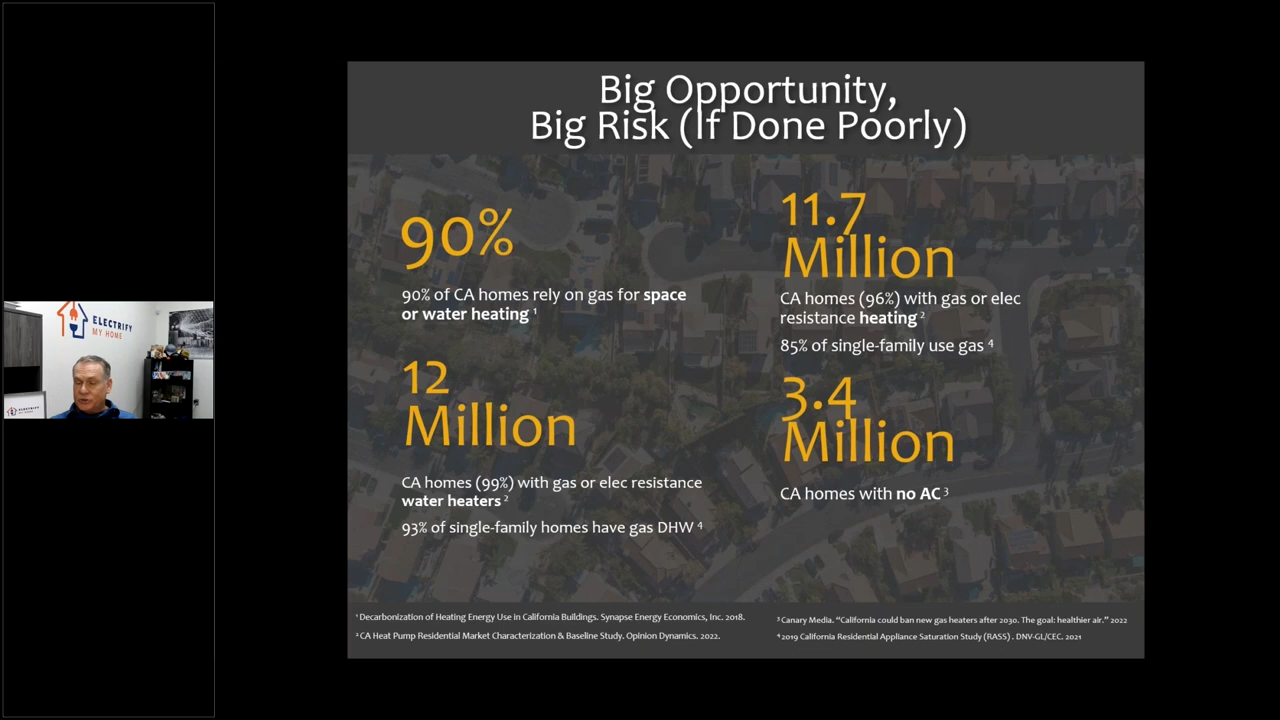 Big Opportunity,
Big Risk (If Done Poorly)
90%
90% of CA homes rely on gas for space
or water heating ¹
12
Million
CA homes (99%) with gas or elec resistance
water heaters ²
93% of single-family homes have gas DHW ⁴
11.7
Million
CA homes (96%) with gas or elec
resistance heating ²
85% of single-family use gas ⁴
3.4
Million
CA homes with no AC ³
¹ Decarbonization of Heating Energy Use in California Buildings. Synapse Energy Economics, Inc. 2018.
² CA Heat Pump Residential Market Characterization & Baseline Study. Opinion Dynamics. 2022.
³ Canary Media. “California could ban new gas heaters after 2030. The goal: healthier air.” 2022
⁴ 2019 California Residential Appliance Saturation Study (RASS) . DNV-GL/CEC. 2021
ELECTRIFY
MY HOME
ELECTRIFY